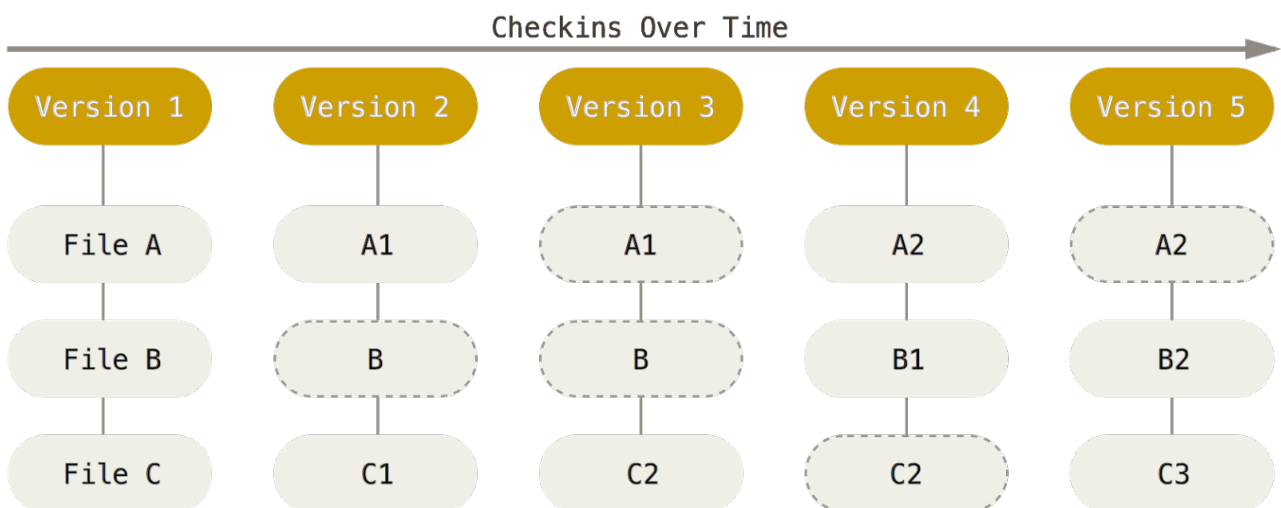 Checkins Over Time
Version 1 Version 2 Version 3 Version 4 Version 5
File A A1 A1 A2 A2
File B B B B1 B2
File C C1 C2 C2 C3